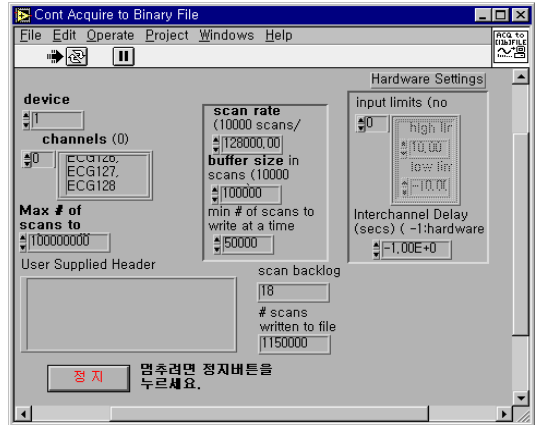 Cont Acquire to Binary File
File Edit Operate Project Windows Help
ACQ to
Hardware Settings
device
1
channels (0)
0
ECG126,
ECG127,
ECG128
Max # of
scans to
100000000
scan rate
(10000 scans/
128000,00
buffer size in
scans (10000
100000
min # of scans to
write at a time
50000
input limits (no
0
high lir
10,00
low lin
-10,0(
Interchannel Delay
(secs) ( -1:hardware
-1,00E+0
User Supplied Header
scan backlog
18
# scans
written to file
1150000
정 지
멈추려면 정지버튼을
누르세요.